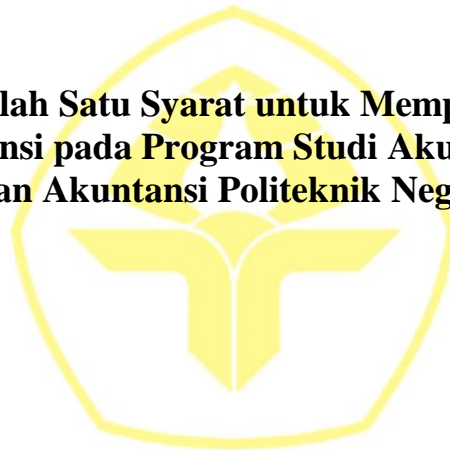 lah Satu Syarat untuk Memp
nsi pada Program Studi Aku
an Akuntansi Politeknik Neg